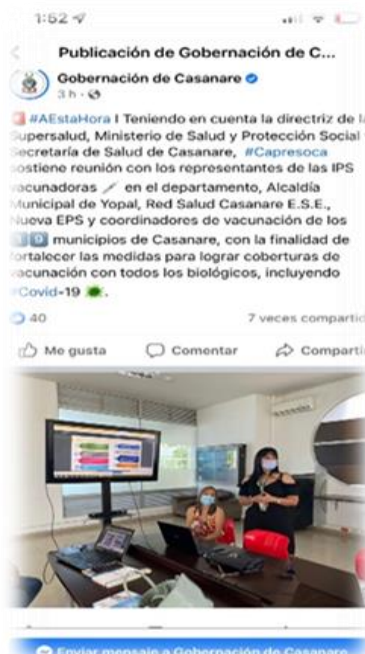 1:52
Publicación de Gobernación de C...
Gobernación de Casanare
3 h
#AEstaHora I Teniendo en cuenta la directriz de la
Supersalud, Ministerio de Salud y Protección Social y
Secretaría de Salud de Casanare, #Capresoca
sostiene reunión con los representantes de las IPS
vacunadoras 💉 en el departamento, Alcaldía
Municipal de Yopal, Red Salud Casanare E.S.E.,
Nueva EPS y coordinadores de vacunación de los
1️⃣9️⃣ municipios de Casanare, con la finalidad de
fortalecer las medidas para lograr coberturas de
vacunación con todos los biológicos, incluyendo
#Covid-19
40
7 veces compartid
Me gusta
Comentar
Comparti
Enviar mensaje a Gobernación de Casanare